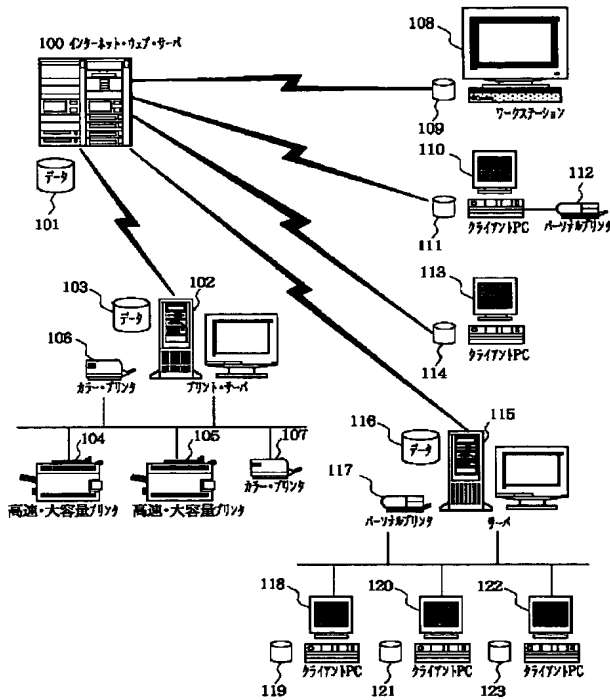 100 インターネット・ウェブ・サーバ
データ
101
108
109
ワークステーション
110
112
111
クライアントPC
パーソナルプリンタ
113
114
クライアントPC
103
102
データ
106
カラー・プリンタ
プリント・サーバ
104
105
107
高速・大容量プリンタ
高速・大容量プリンタ
カラー・プリンタ
116
115
データ
117
パーソナルプリンタ
サーバ
118
120
122
119
クライアントPC
121
クライアントPC
123
クライアントPC